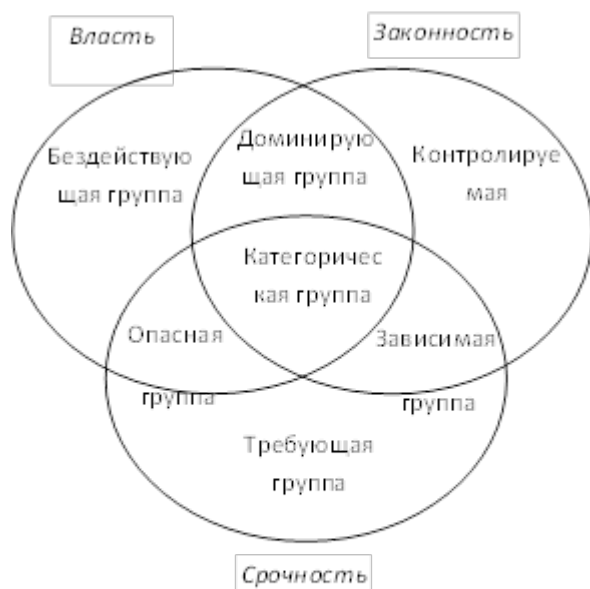 Власть
Законность
Бездействую
щая группа
Доминирую
щая группа
Контролируе
мая
Категоричес
кая группа
Опасная
группа
Зависимая
группа
Требующая
группа
Срочность